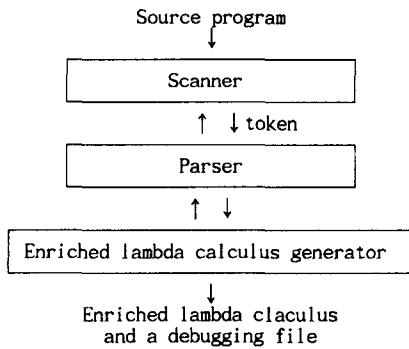 Source program
Scanner
token
Parser
Enriched lambda calculus generator
Enriched lambda claculus
and a debugging file